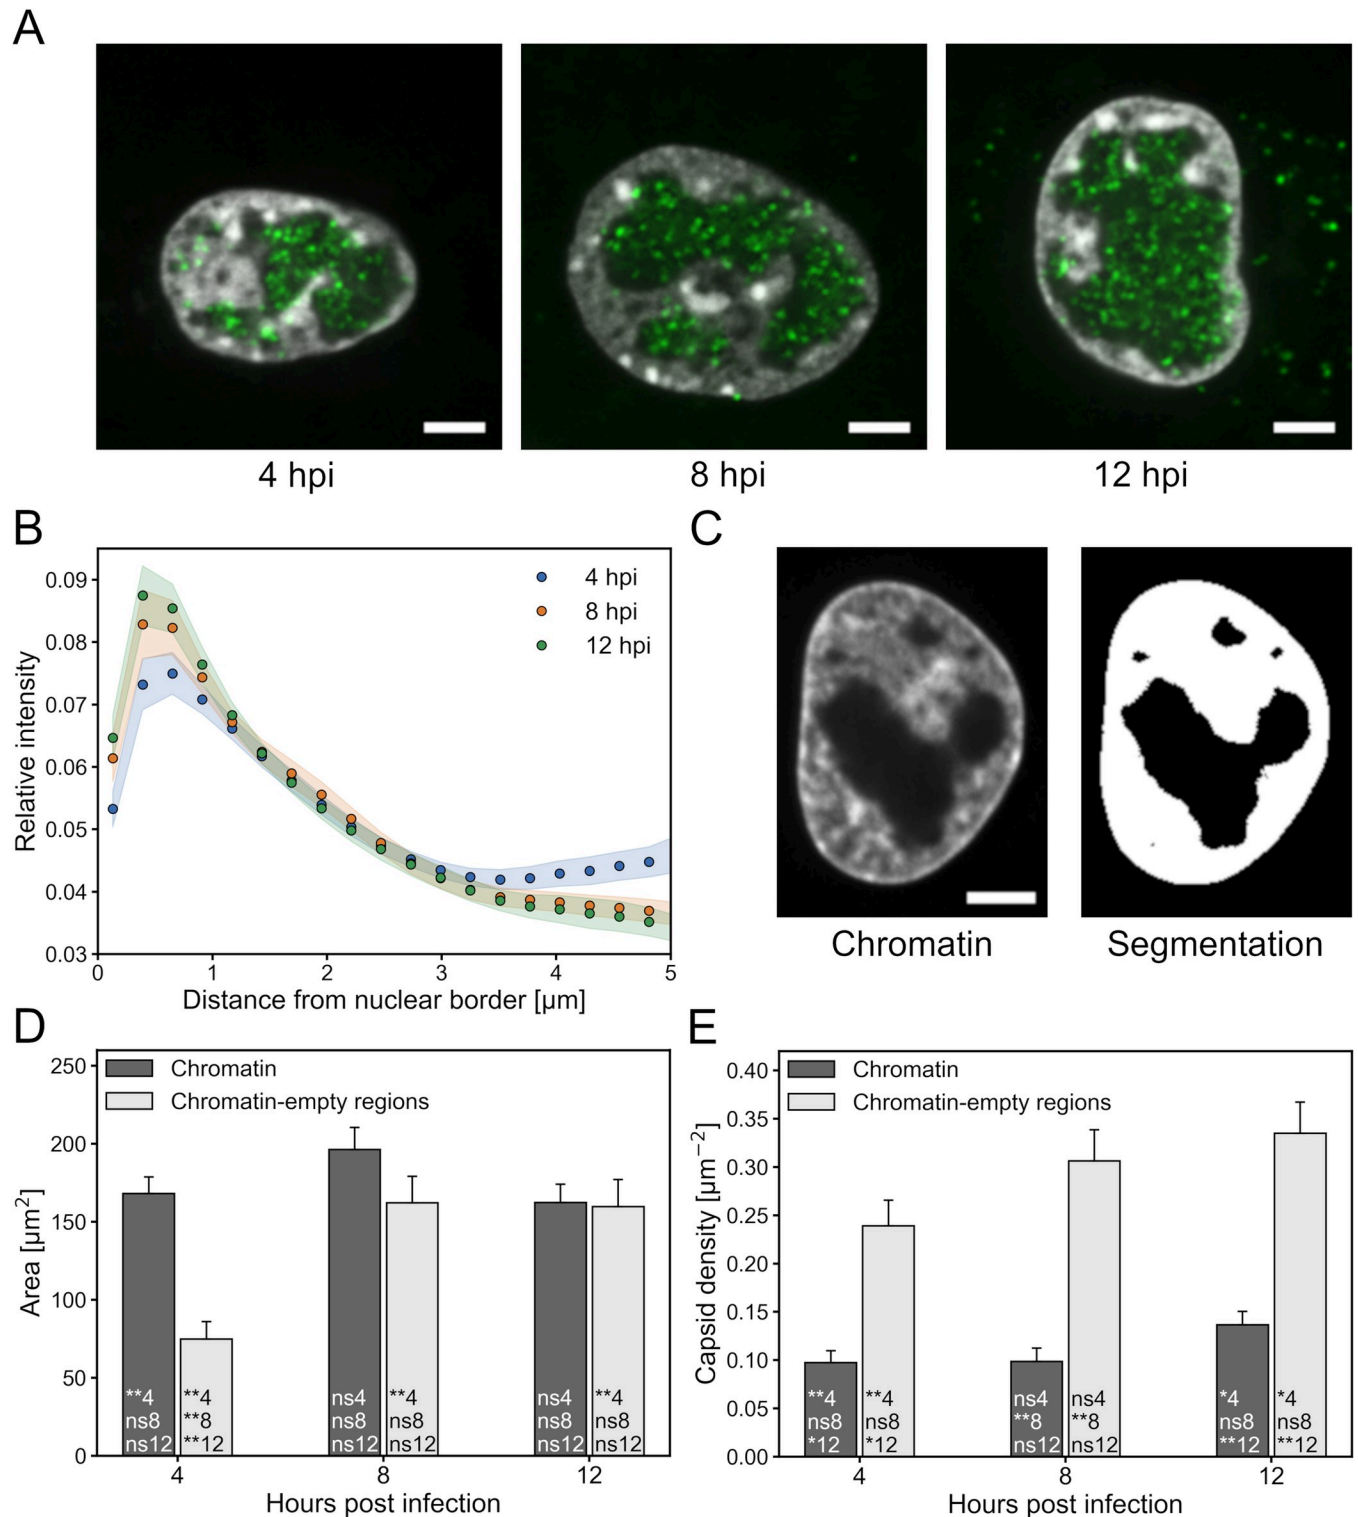 A
4 hpi
8 hpi
12 hpi
B
0.09
0.08
0.07
0.06
0.05
0.04
0.03
Relative intensity
4 hpi
8 hpi
12 hpi
0
1
2
3
4
5
Distance from nuclear border [µm]
C
Chromatin
Segmentation
D
250
200
150
100
50
0
Area [µm²]
Chromatin
Chromatin-empty regions
**4
ns8
ns12
**4
**8
**12
ns4
ns8
ns12
**4
ns8
ns12
ns4
ns8
ns12
**4
ns8
ns12
4
8
12
Hours post infection
E
0.40
0.35
0.30
0.25
0.20
0.15
0.10
0.05
0.00
Capsid density [µm⁻²]
Chromatin
Chromatin-empty regions
**4
ns8
*12
**4
ns8
*12
ns4
**8
ns12
ns4
**8
ns12
*4
ns8
**12
*4
ns8
**12
4
8
12
Hours post infection